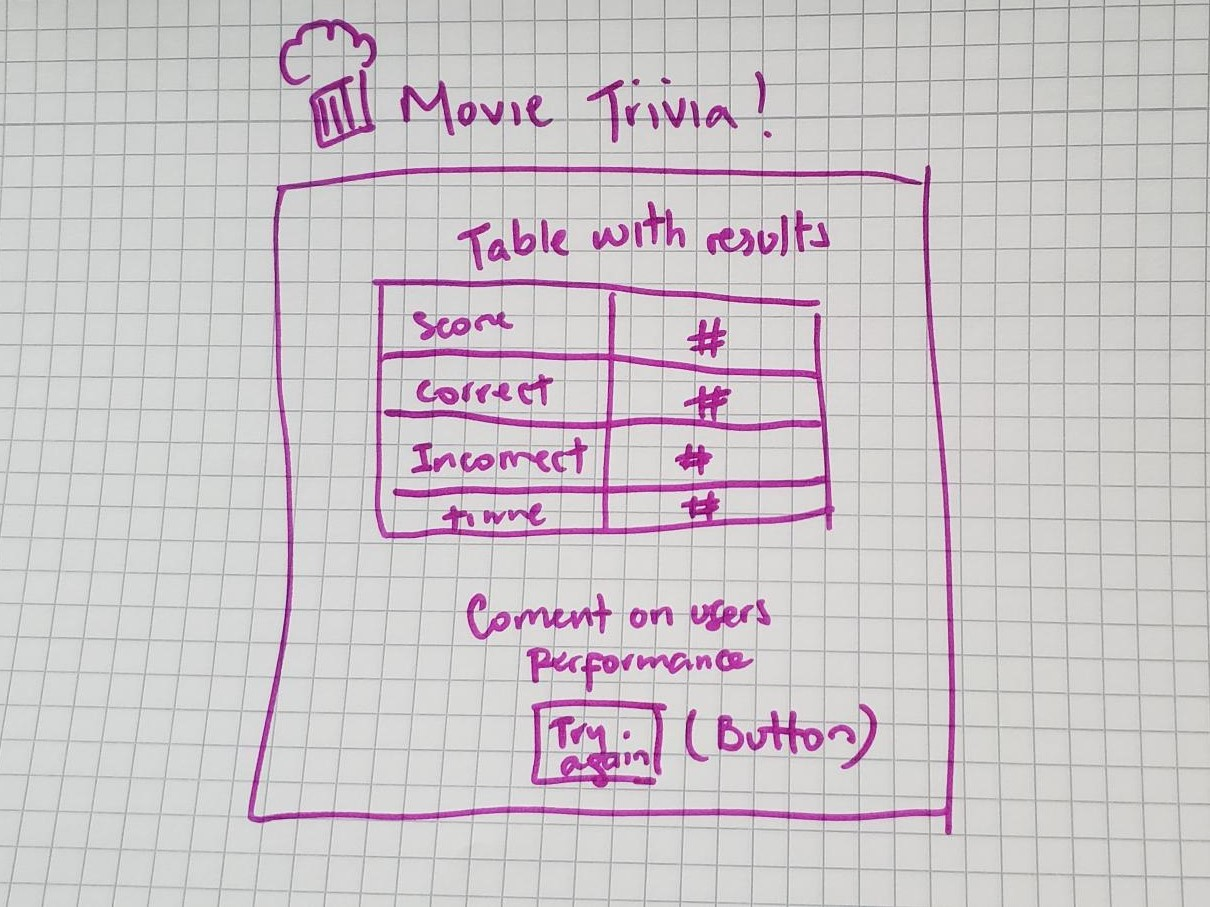 Movie Trivia!
Table with results
Score #
Correct #
Incorrect #
time #
Coment on users
Performance
Try again (Button)